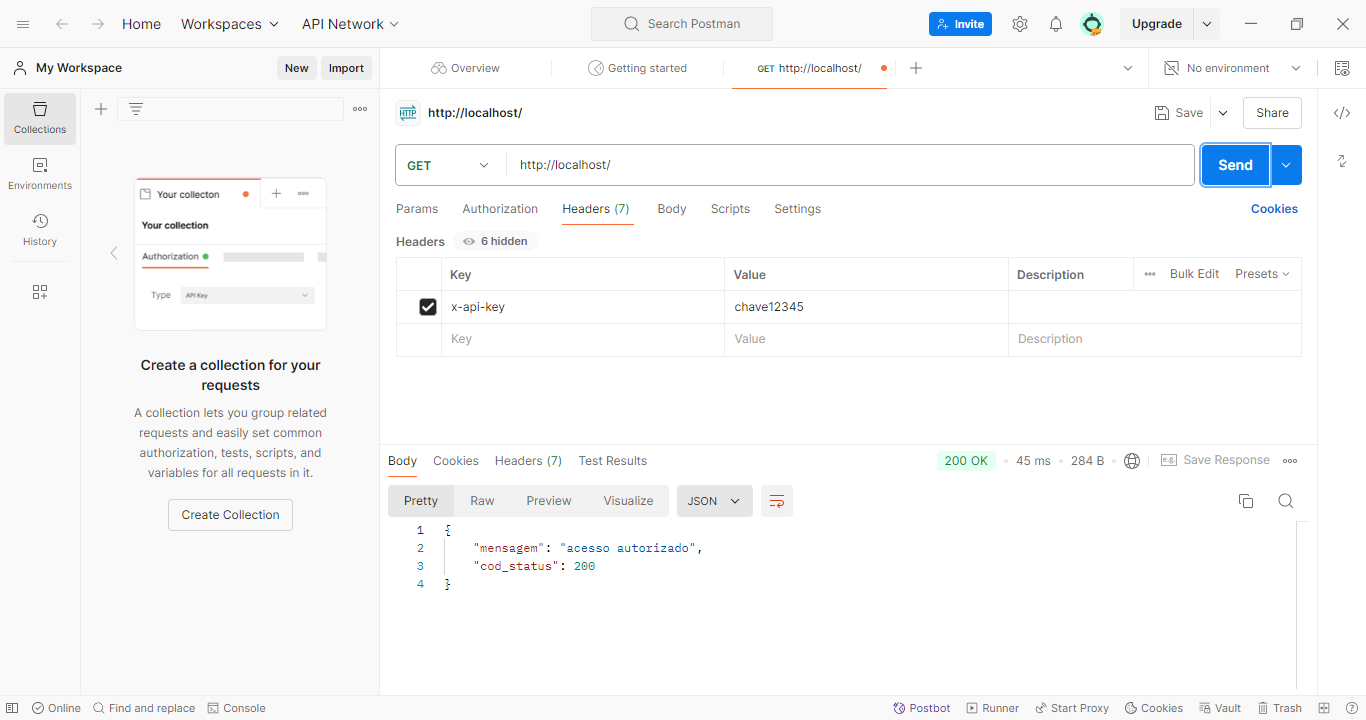 Home Workspaces API Network Search Postman Invite Upgrade
My Workspace New Import Overview Getting started GET http://localhost/ No environment
Collections
Environments
History
Your collecton
Your collection
Authorization
Type API Key
Create a collection for your
requests
A collection lets you group related
requests and easily set common
authorization, tests, scripts, and
variables for all requests in it.
Create Collection
HTTP http://localhost/ Save Share
GET http://localhost/ Send
Params Authorization Headers (7) Body Scripts Settings Cookies
Headers 6 hidden
Key Value Description Bulk Edit Presets
x-api-key chave12345
Key Value Description
Body Cookies Headers (7) Test Results 200 OK 45 ms 284 B e.g. Save Response
Pretty Raw Preview Visualize JSON
1 {
2 "mensagem": "acesso autorizado",
3 "cod_status": 200
4 }
Online Find and replace Console Postbot Runner Start Proxy Cookies Vault Trash